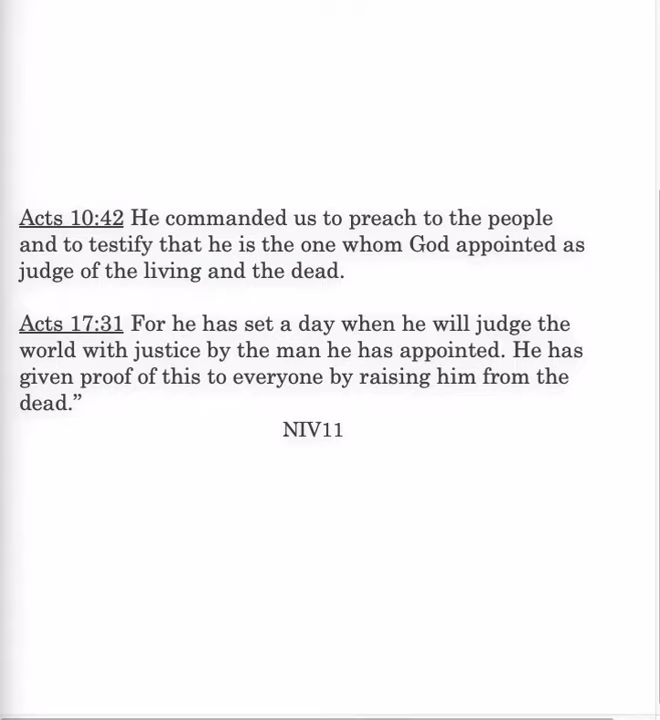 Acts 10:42 He commanded us to preach to the people
and to testify that he is the one whom God appointed as
judge of the living and the dead.
Acts 17:31 For he has set a day when he will judge the
world with justice by the man he has appointed. He has
given proof of this to everyone by raising him from the
dead.”
NIV11